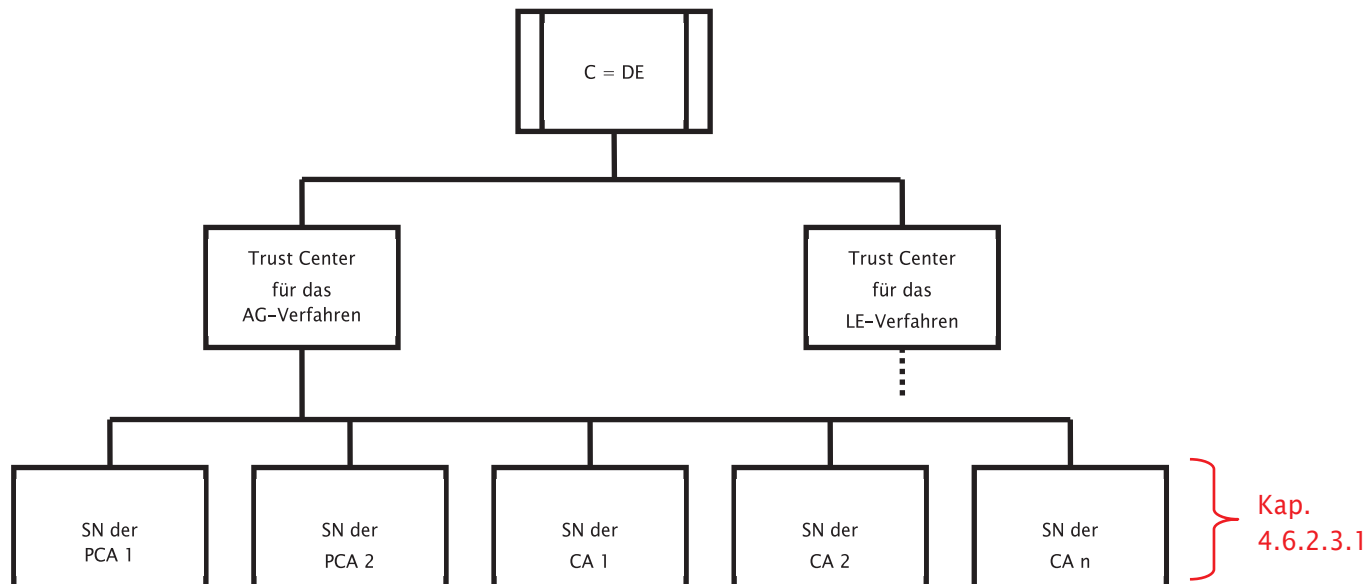 C = DE
Trust Center
für das
AG-Verfahren
Trust Center
für das
LE-Verfahren
SN der
PCA 1
SN der
PCA 2
SN der
CA 1
SN der
CA 2
SN der
CA n
Kap.
4.6.2.3.1